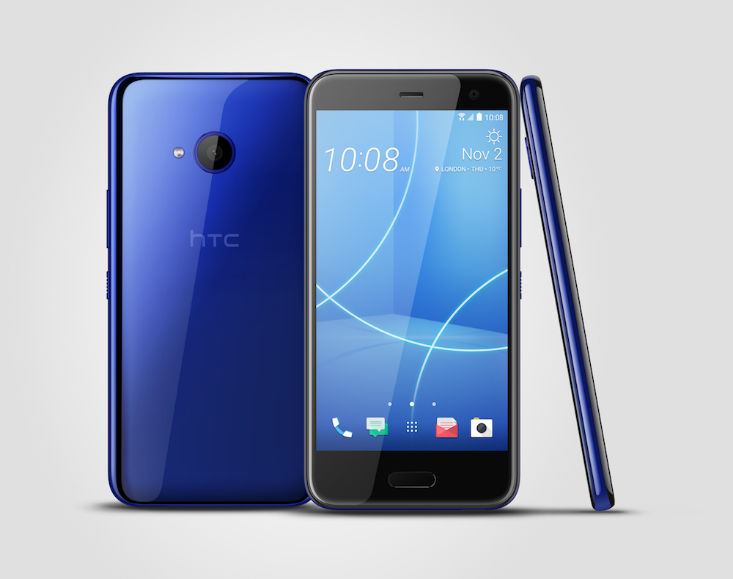 hTC
10:08
10:08 AM
Nov 2
LONDON • THU • 10°F